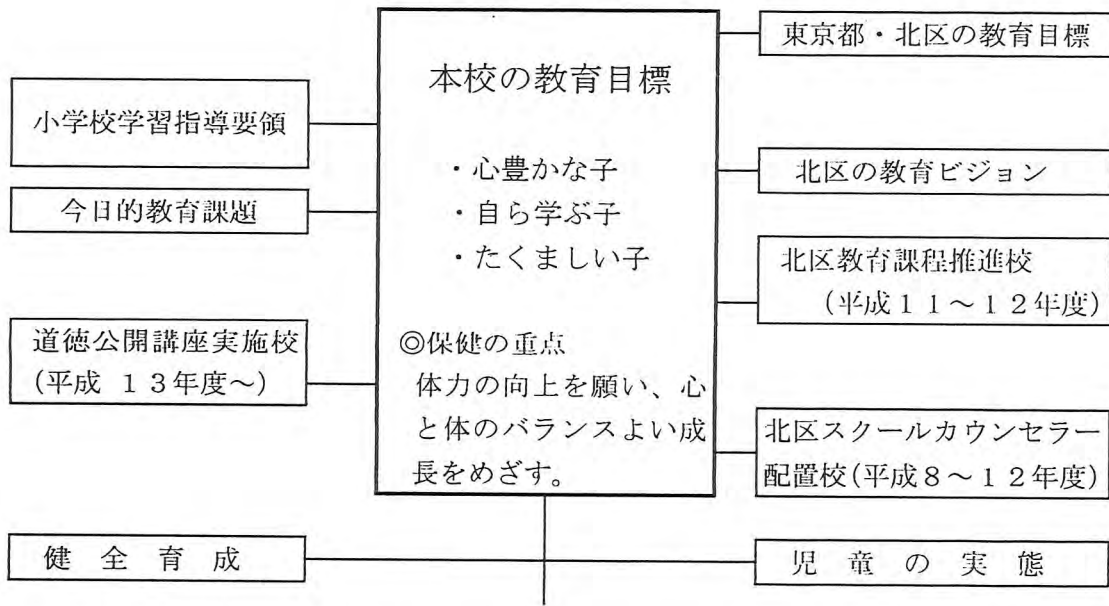 東京都・北区の教育目標
本校の教育目標
小学校学習指導要領
・心豊かな子
北区の教育ビジョン
今日的教育課題
・自ら学ぶ子
・たくましい子
北区教育課程推進校
(平成11～12年度)
道徳公開講座実施校
(平成 13年度～)
◎保健の重点
体力の向上を願い、心
と体のバランスよい成
長をめざす。
北区スクールカウンセラー
配置校(平成8～12年度)
健 全 育 成
児 童 の 実 態